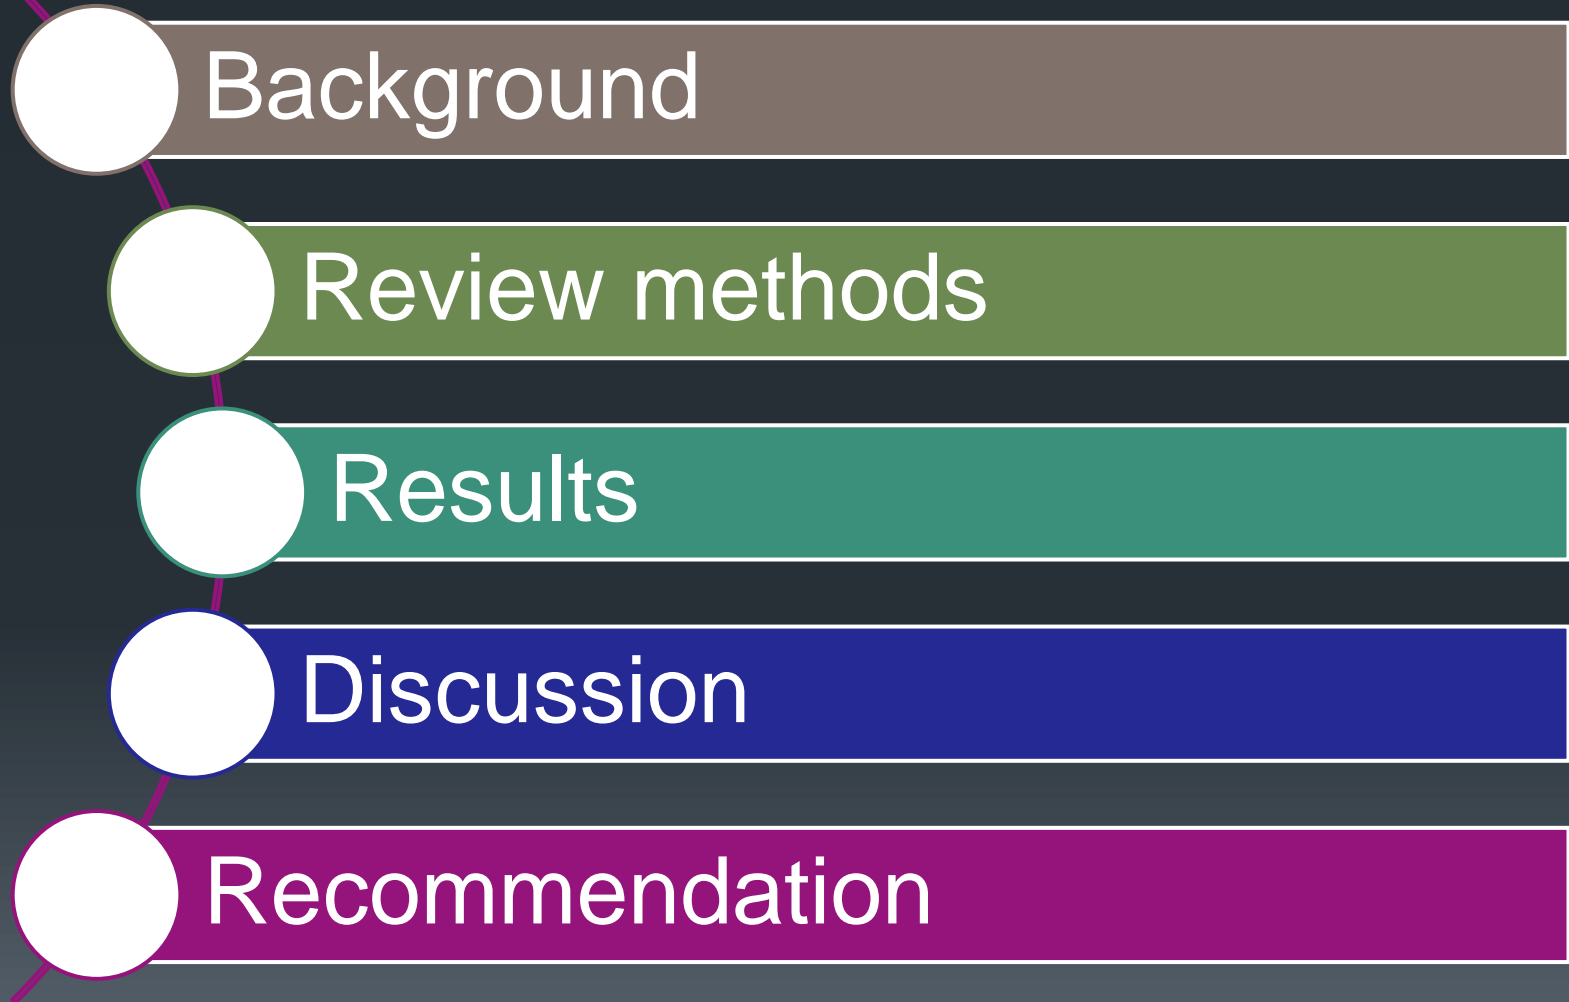 Background
Review methods
Results
Discussion
Recommendation